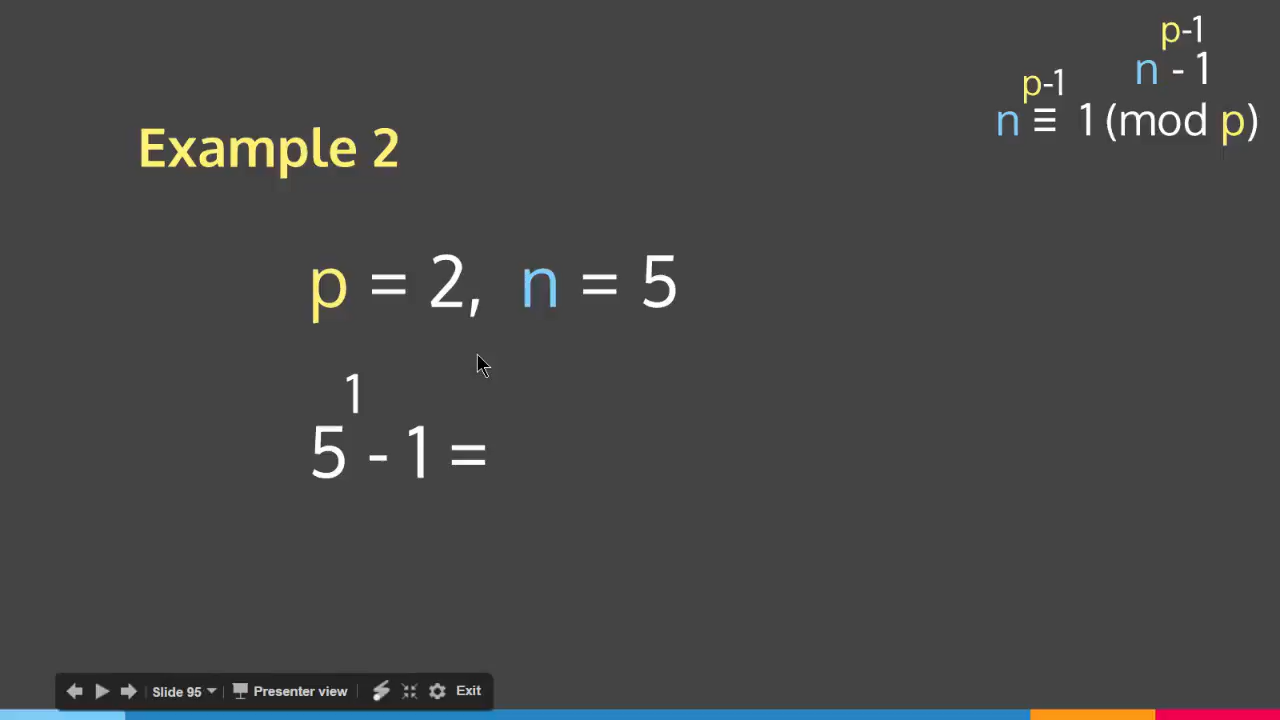 n^{p-1} - 1
n^{p-1} ≡ 1 (mod p)
Example 2
p = 2, n = 5
5^1 - 1 =
Slide 95 Presenter view Exit